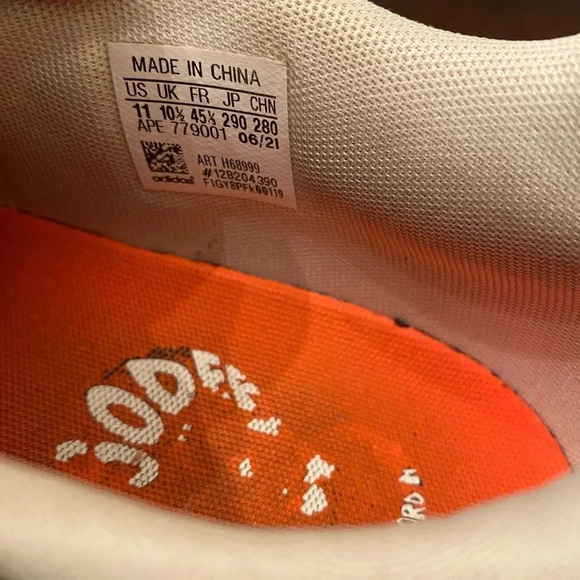 MADE IN CHINA
US UK FR JP CHN
11 10½ 45⅓ 290 280
APE 779001 06/21
ART H68999
#128204390
adidas
F1GY8PFK00119